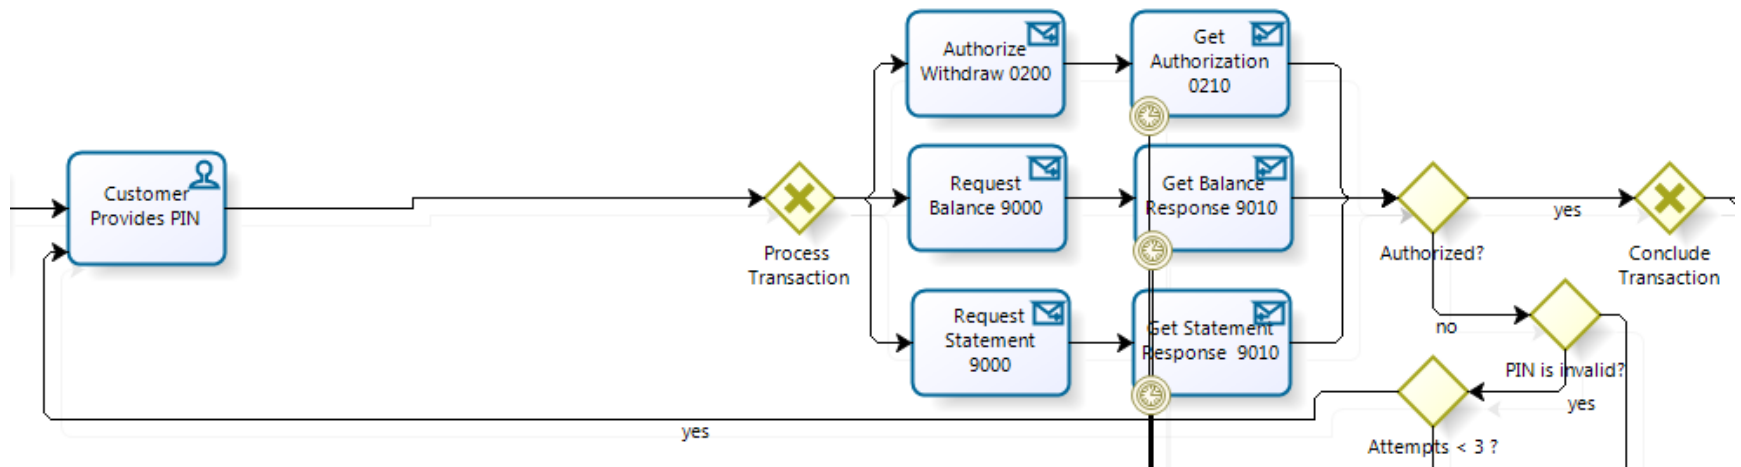 Customer
Provides PIN
Process
Transaction
Authorize
Withdraw 0200
Get
Authorization
0210
Request
Balance 9000
Get Balance
Response 9010
Request
Statement
9000
Get Statement
Response 9010
Authorized?
yes
Conclude
Transaction
no
PIN is invalid?
yes
Attempts < 3 ?
yes